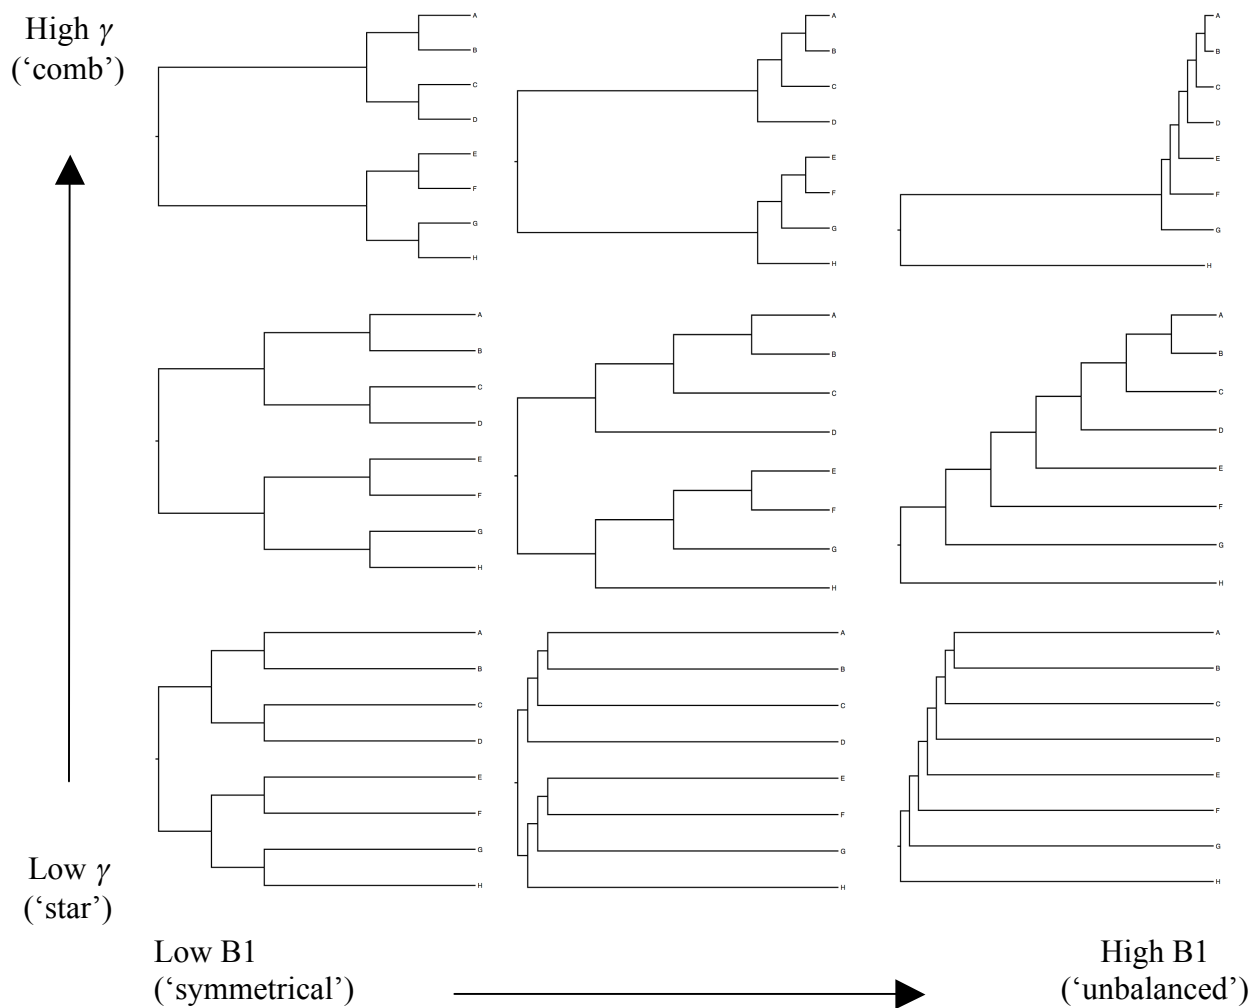 High γ
(‘comb’)
A
B
C
D
E
F
G
H
A
B
C
D
E
F
G
H
A
B
C
D
E
F
G
H
A
B
C
D
E
F
G
H
A
B
C
D
E
F
G
H
A
B
C
D
E
F
G
H
A
B
C
D
E
F
G
H
A
B
C
D
E
F
G
H
A
B
C
D
E
F
G
H
Low γ
(‘star’)
Low B1
(‘symmetrical’)
High B1
(‘unbalanced’)